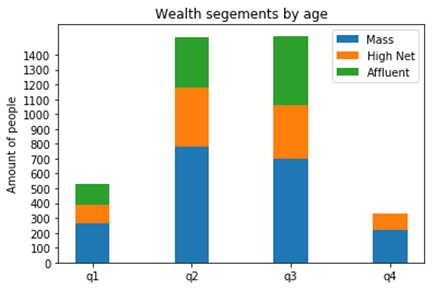 Wealth segements by age
Mass
High Net
Affluent
Amount of people
1400
1300
1200
1100
1000
900
800
700
600
500
400
300
200
100
0
q1 q2 q3 q4